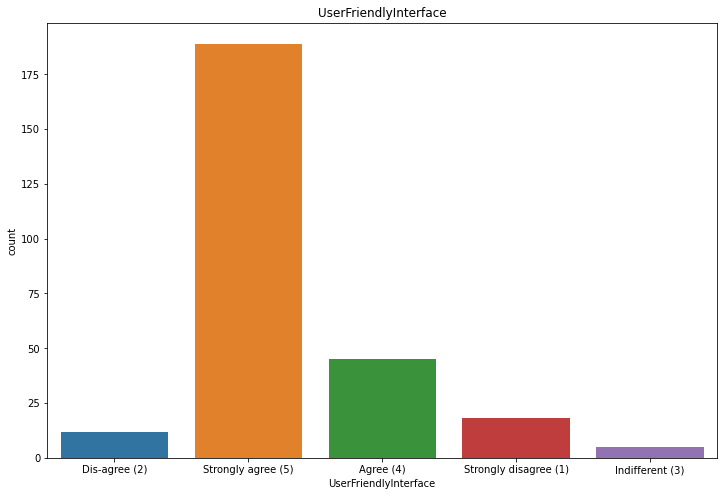 UserFriendlyInterface
175
150
125
100
75
50
25
0
count
Dis-agree (2) Strongly agree (5) Agree (4) Strongly disagree (1) Indifferent (3)
UserFriendlyInterface